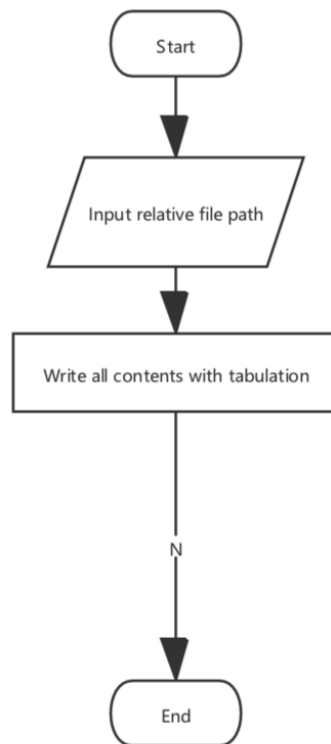 Start
Input relative file path
Write all contents with tabulation
N
End